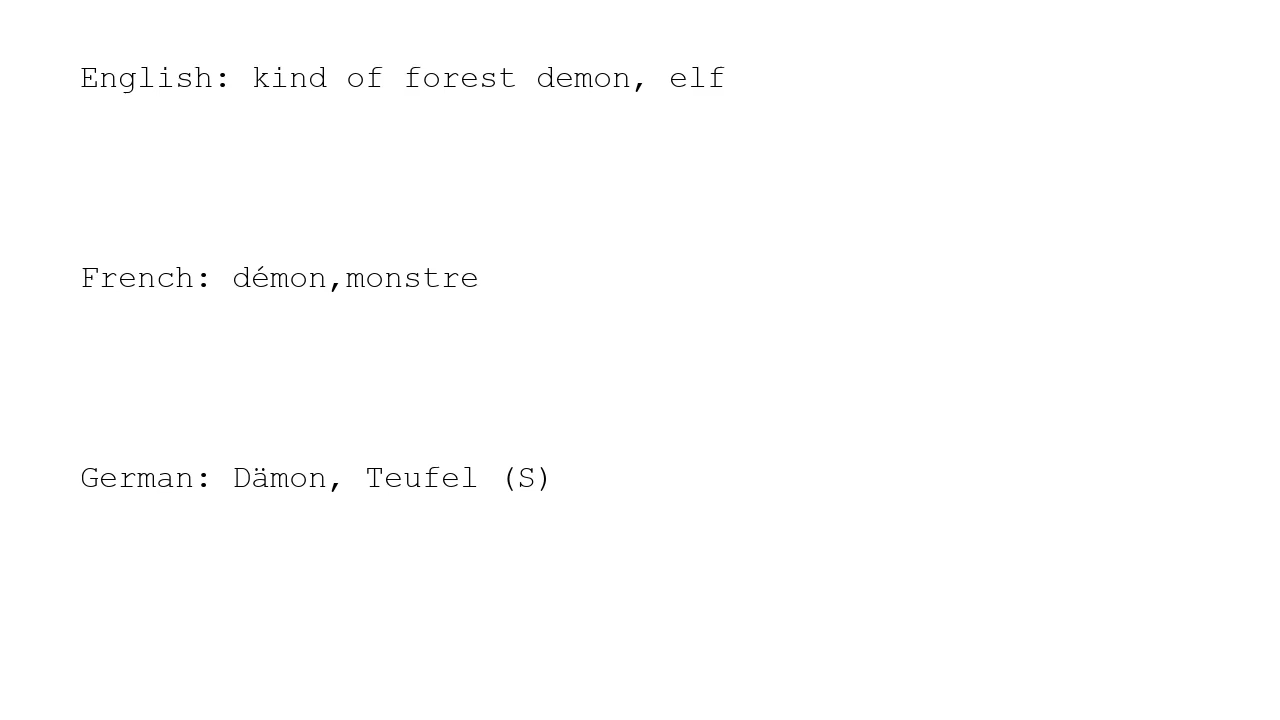 English: kind of forest demon, elf
French: démon,monstre
German: Dämon, Teufel (S)